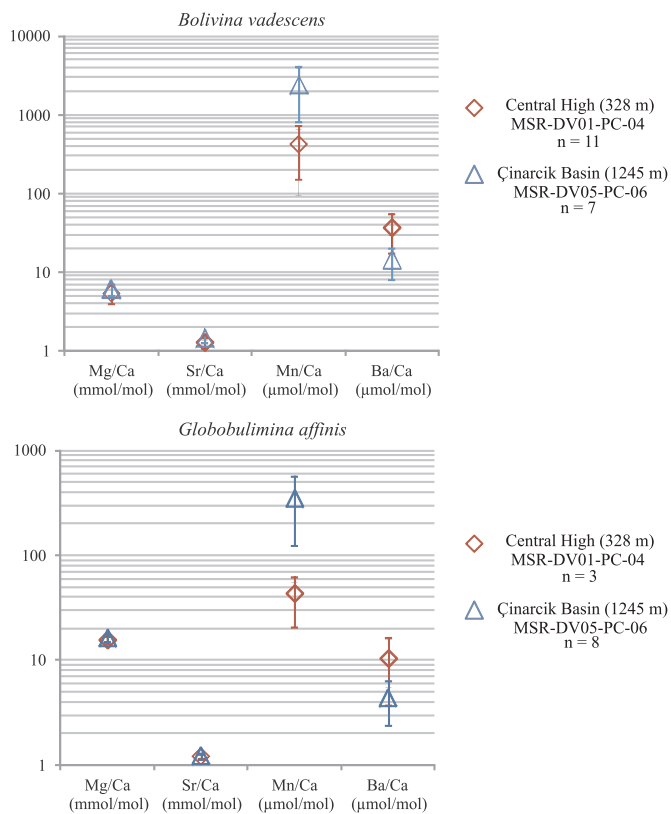 Bolivina vadescens
10000
1000
100
10
1
Mg/Ca
(mmol/mol)
Sr/Ca
(mmol/mol)
Mn/Ca
(µmol/mol)
Ba/Ca
(µmol/mol)
Central High (328 m)
MSR-DV01-PC-04
n = 11
Çinarcik Basin (1245 m)
MSR-DV05-PC-06
n = 7
Globobulimina affinis
1000
100
10
1
Mg/Ca
(mmol/mol)
Sr/Ca
(mmol/mol)
Mn/Ca
(µmol/mol)
Ba/Ca
(µmol/mol)
Central High (328 m)
MSR-DV01-PC-04
n = 3
Çinarcik Basin (1245 m)
MSR-DV05-PC-06
n = 8